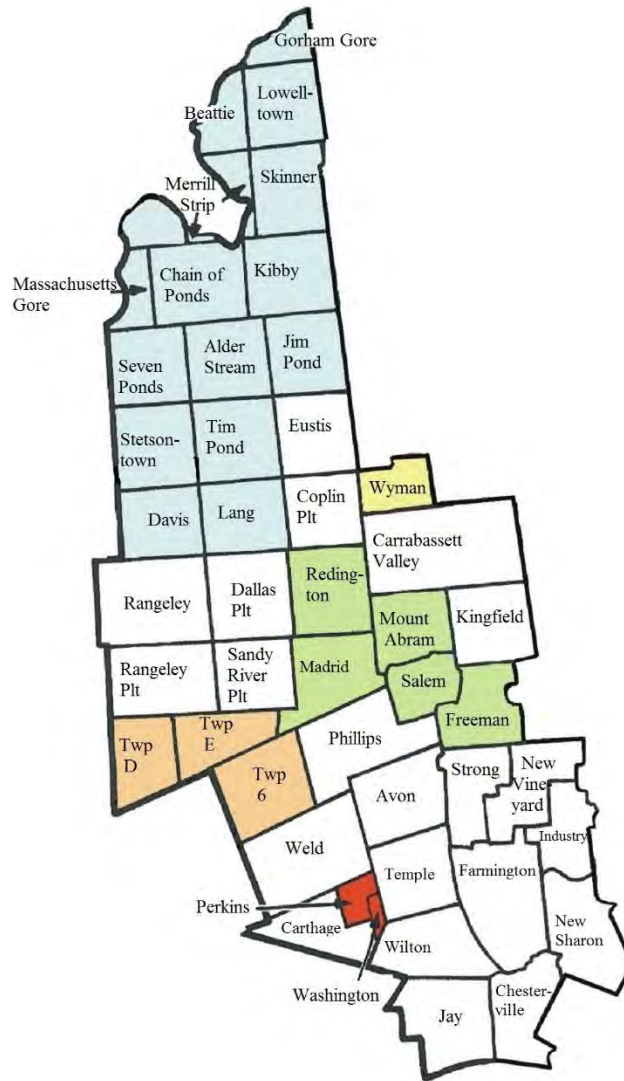 Gorham Gore
Lowell-
town
Beattie
Skinner
Merrill
Strip
Massachusetts
Gore
Chain of
Ponds
Kibby
Seven
Ponds
Alder
Stream
Jim
Pond
Stetson-
town
Tim
Pond
Eustis
Wyman
Davis
Lang
Coplin
Plt
Carrabassett
Valley
Rangeley
Dallas
Plt
Reding-
ton
Mount
Abram
Kingfield
Rangeley
Plt
Sandy
River
Plt
Madrid
Salem
Freeman
Twp
D
Twp
E
Twp
6
Phillips
Strong
New
Vine-
yard
Avon
Industry
Weld
Temple
Farmington
Perkins
Carthage
New
Sharon
Wilton
Washington
Jay
Chester-
ville